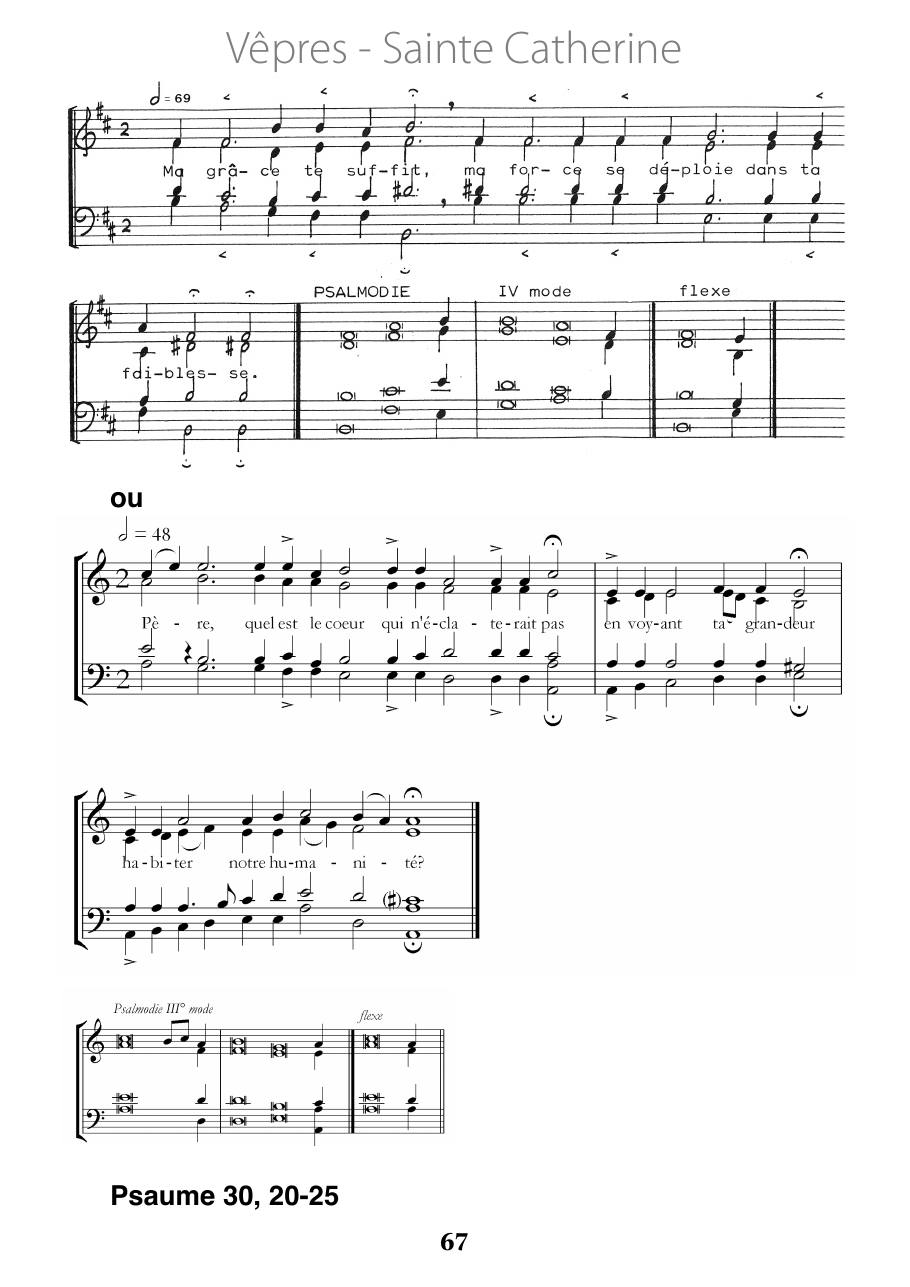 Vêpres - Sainte Catherine
= 69
Ma grâ- ce te suf-fit, ma for- ce se dé-ploie dans ta
PSALMODIE IV mode flexe
fai-bles- se.
ou
= 48
Pè - re, quel est le coeur qui n'é-cla - te-rait pas en voy-ant ta gran-deur
ha-bi-ter notre hu-ma - ni - té?
Psalmodie III° mode
flexe
Psaume 30, 20-25
67